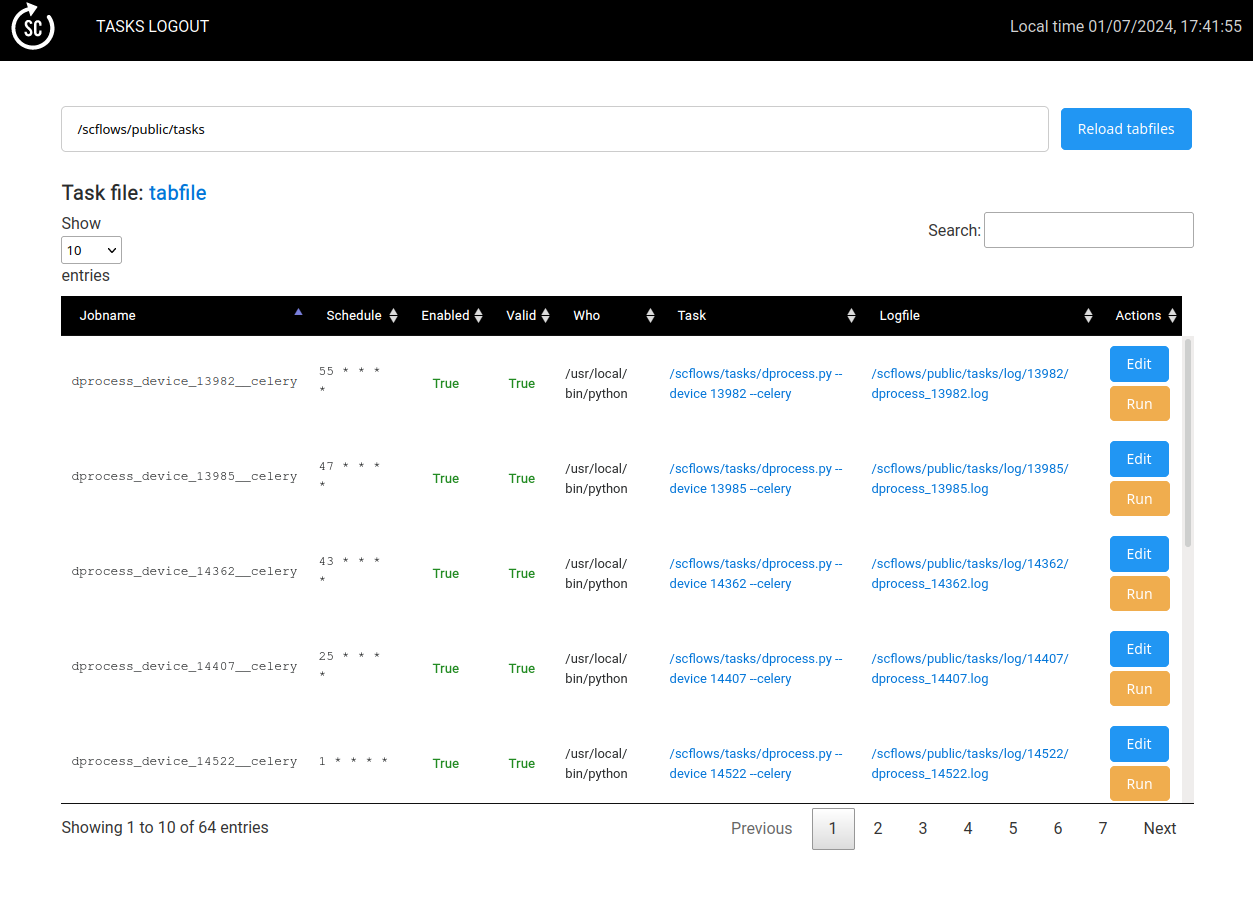 SC
TASKS LOGOUT
Local time 01/07/2024, 17:41:55
/scflows/public/tasks
Reload tabfiles
Task file: tabfile
Show
10
entries
Search:
Jobname Schedule Enabled Valid Who Task Logfile Actions
dprocess_device_13982__celery
55 * * *
*
True
True
/usr/local/
bin/python
/scflows/tasks/dprocess.py --
device 13982 --celery
/scflows/public/tasks/log/13982/
dprocess_13982.log
Edit
Run
dprocess_device_13985__celery
47 * * *
*
True
True
/usr/local/
bin/python
/scflows/tasks/dprocess.py --
device 13985 --celery
/scflows/public/tasks/log/13985/
dprocess_13985.log
Edit
Run
dprocess_device_14362__celery
43 * * *
*
True
True
/usr/local/
bin/python
/scflows/tasks/dprocess.py --
device 14362 --celery
/scflows/public/tasks/log/14362/
dprocess_14362.log
Edit
Run
dprocess_device_14407__celery
25 * * *
*
True
True
/usr/local/
bin/python
/scflows/tasks/dprocess.py --
device 14407 --celery
/scflows/public/tasks/log/14407/
dprocess_14407.log
Edit
Run
dprocess_device_14522__celery
1 * * * *
True
True
/usr/local/
bin/python
/scflows/tasks/dprocess.py --
device 14522 --celery
/scflows/public/tasks/log/14522/
dprocess_14522.log
Edit
Run
Showing 1 to 10 of 64 entries
Previous 1 2 3 4 5 6 7 Next